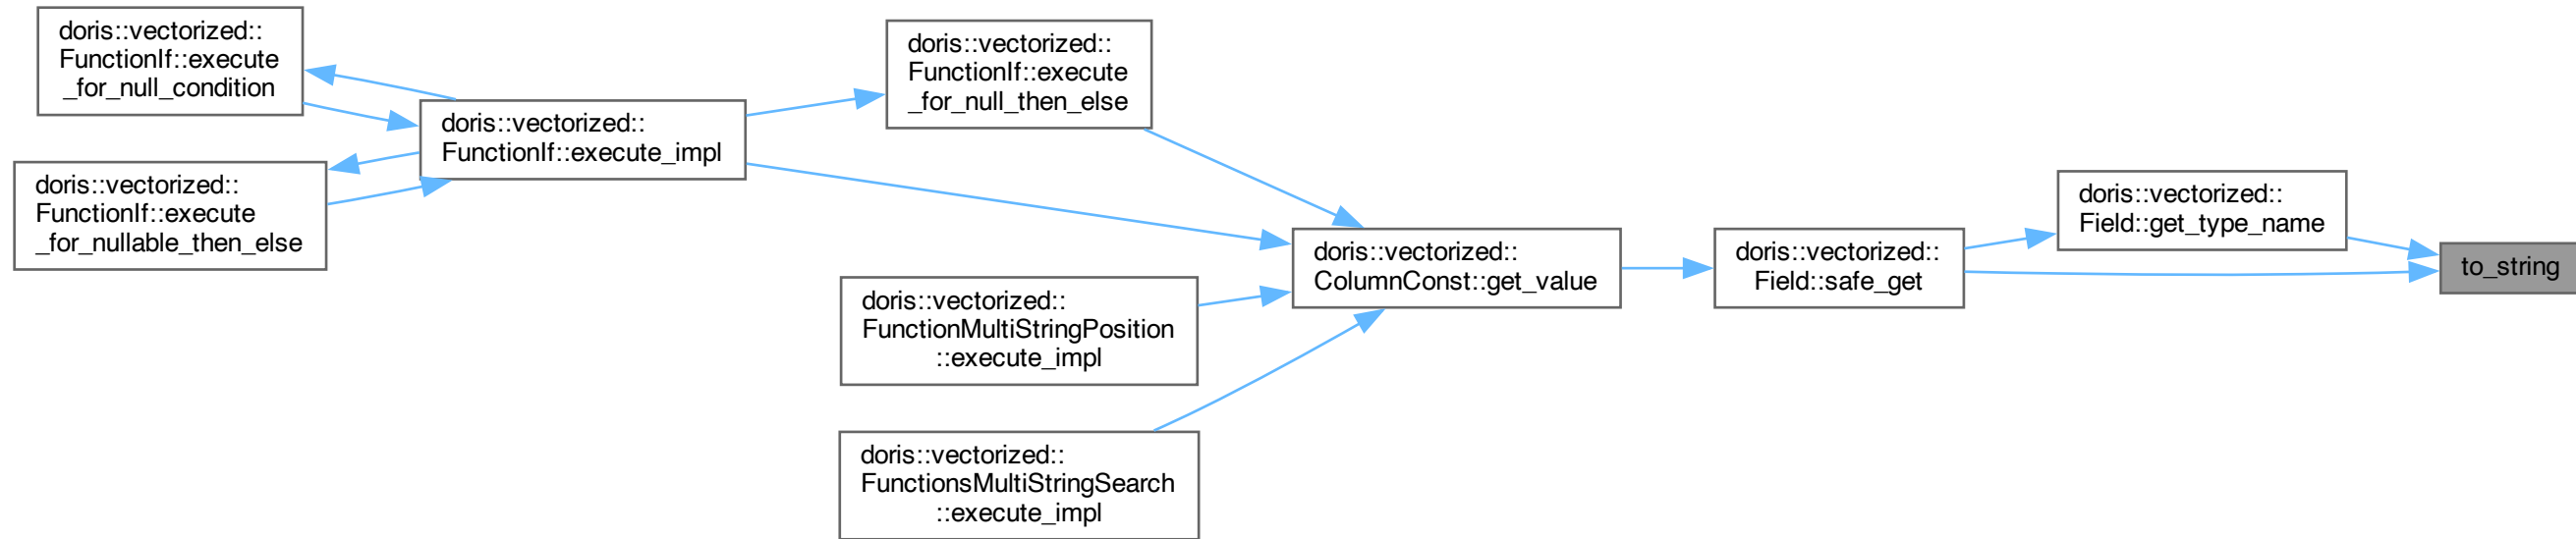 doris::vectorized::
FunctionIf::execute
_for_null_condition
doris::vectorized::
FunctionIf::execute
_for_nullable_then_else
doris::vectorized::
FunctionIf::execute_impl
doris::vectorized::
FunctionIf::execute
_for_null_then_else
doris::vectorized::
FunctionMultiStringPosition
::execute_impl
doris::vectorized::
FunctionsMultiStringSearch
::execute_impl
doris::vectorized::
ColumnConst::get_value
doris::vectorized::
Field::safe_get
doris::vectorized::
Field::get_type_name
to_string